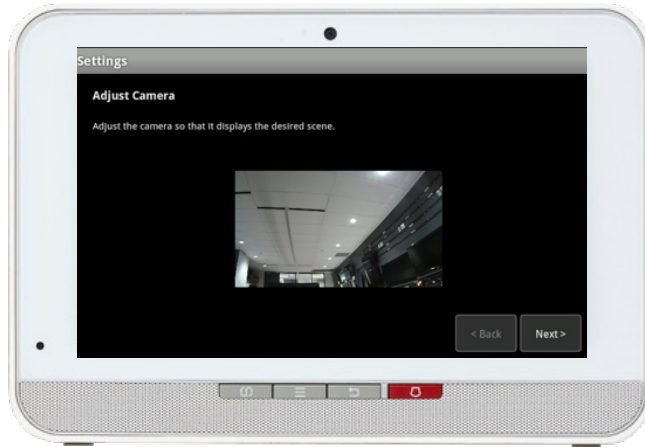 Settings
Adjust Camera
Adjust the camera so that it displays the desired scene.
< Back
Next >